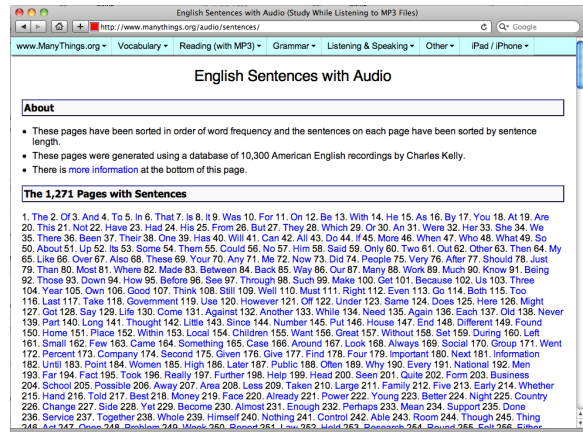 English Sentences with Audio (Study While Listening to MP3 Files)
http://www.manythings.org/audio/sentences/
Google
www.ManyThings.org Vocabulary Reading (with MP3) Grammar Listening & Speaking Other iPad / iPhone
English Sentences with Audio
About
• These pages have been sorted in order of word frequency and the sentences on each page have been sorted by sentence
length.
• These pages were generated using a database of 10,300 American English recordings by Charles Kelly.
• There is more information at the bottom of this page.
The 1,271 Pages with Sentences
1. The 2. Of 3. And 4. To 5. In 6. That 7. Is 8. It 9. Was 10. For 11. On 12. Be 13. With 14. He 15. As 16. By 17. You 18. At 19. Are
20. This 21. Not 22. Have 23. Had 24. His 25. From 26. But 27. They 28. Which 29. Or 30. An 31. Were 32. Her 33. She 34. We
35. There 36. Been 37. Their 38. One 39. Has 40. Will 41. Can 42. All 43. Do 44. If 45. More 46. When 47. Who 48. What 49. So
50. About 51. Up 52. Its 53. Some 54. Them 55. Could 56. No 57. Him 58. Said 59. Only 60. Two 61. Out 62. Other 63. Then 64. My
65. Like 66. Over 67. Also 68. These 69. Your 70. Any 71. Me 72. Now 73. Did 74. People 75. Very 76. After 77. Should 78. Just
79. Than 80. Most 81. Where 82. Made 83. Between 84. Back 85. Way 86. Our 87. Many 88. Work 89. Much 90. Know 91. Being
92. Those 93. Down 94. How 95. Before 96. See 97. Through 98. Such 99. Make 100. Get 101. Because 102. Us 103. Three
104. Year 105. Own 106. Good 107. Think 108. Still 109. Well 110. Must 111. Right 112. Even 113. Go 114. Both 115. Too
116. Last 117. Take 118. Government 119. Use 120. However 121. Off 122. Under 123. Same 124. Does 125. Here 126. Might
127. Got 128. Say 129. Life 130. Come 131. Against 132. Another 133. While 134. Need 135. Again 136. Each 137. Old 138. Never
139. Part 140. Long 141. Thought 142. Little 143. Since 144. Number 145. Put 146. House 147. End 148. Different 149. Found
150. Home 151. Place 152. Within 153. Local 154. Children 155. Want 156. Great 157. Without 158. Set 159. During 160. Left
161. Small 162. Few 163. Came 164. Something 165. Case 166. Around 167. Look 168. Always 169. Social 170. Group 171. Went
172. Percent 173. Company 174. Second 175. Given 176. Give 177. Find 178. Four 179. Important 180. Next 181. Information
182. Until 183. Point 184. Women 185. High 186. Later 187. Public 188. Often 189. Why 190. Every 191. National 192. Men
193. Far 194. Fact 195. Took 196. Really 197. Further 198. Help 199. Head 200. Seen 201. Quite 202. Form 203. Business
204. School 205. Possible 206. Away 207. Area 208. Less 209. Taken 210. Large 211. Family 212. Five 213. Early 214. Whether
215. Hand 216. Told 217. Best 218. Money 219. Face 220. Already 221. Power 222. Young 223. Better 224. Night 225. Country
226. Change 227. Side 228. Yet 229. Become 230. Almost 231. Enough 232. Perhaps 233. Mean 234. Support 235. Done
236. Service 237. Together 238. Whole 239. Himself 240. Nothing 241. Control 242. Able 243. Room 244. Though 245. Thing
246. Act 247. Open 248. Problem 249. Week 250. Report 251. Law 252. Held 253. Research 254. Round 255. Felt 256. Either